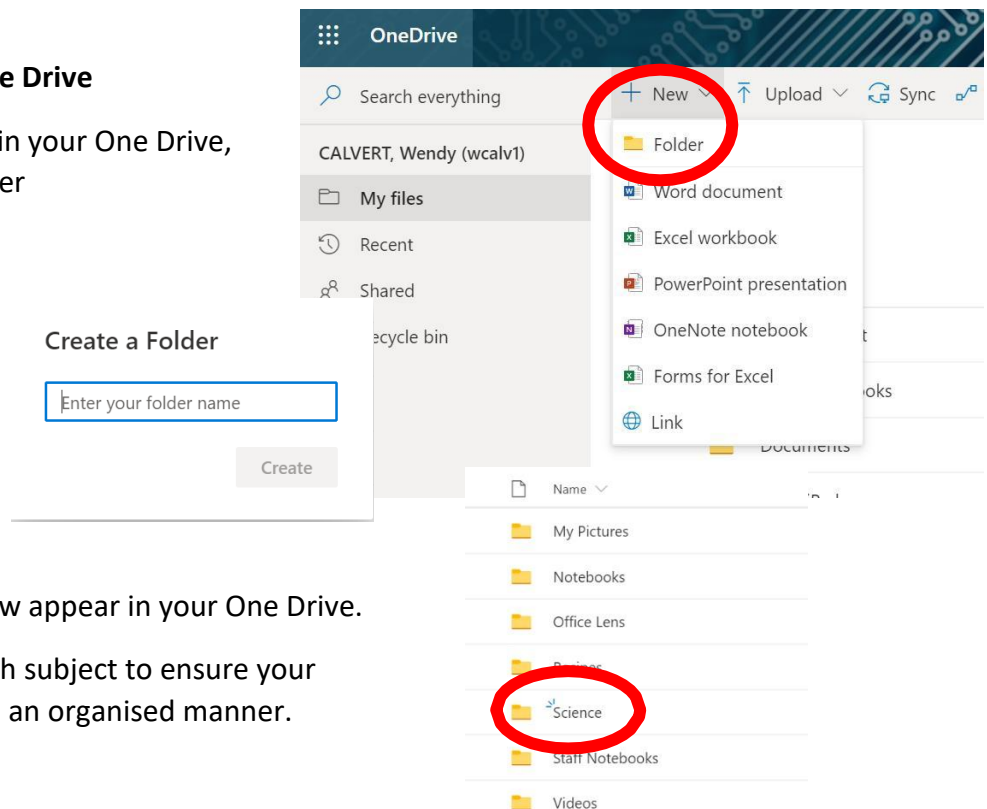 OneDrive
e Drive
in your One Drive,
er
Search everything
+ New
Upload
Sync
CALVERT, Wendy (wcalv1)
My files
Recent
Shared
ecycle bin
Folder
Word document
Excel workbook
PowerPoint presentation
OneNote notebook
Forms for Excel
Link
t
oks
Documents
Create a Folder
Enter your folder name
Create
Name
My Pictures
Notebooks
Office Lens
Science
Staff Notebooks
Videos
w appear in your One Drive.
h subject to ensure your
an organised manner.